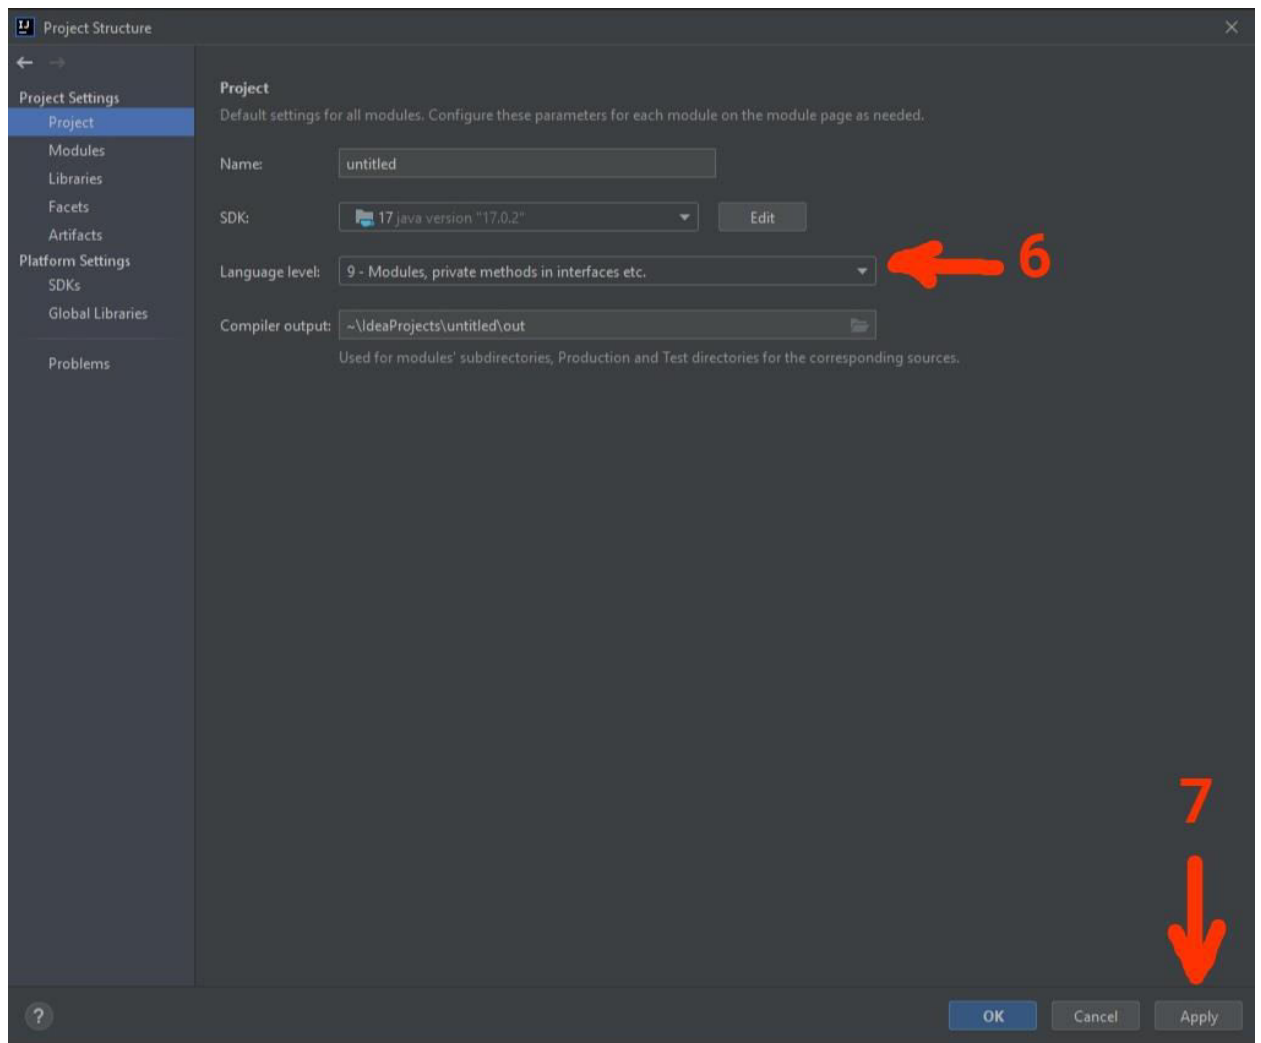 Project Structure
Project Settings
Project
Modules
Libraries
Facets
Artifacts
Platform Settings
SDKs
Global Libraries
Problems
Project
Default settings for all modules. Configure these parameters for each module on the module page as needed.
Name: untitled
SDK: 17 java version "17.0.2" Edit
Language level: 9 - Modules, private methods in interfaces etc. 6
Compiler output: ~\IdeaProjects\untitled\out
Used for modules' subdirectories, Production and Test directories for the corresponding sources.
7
? OK Cancel Apply